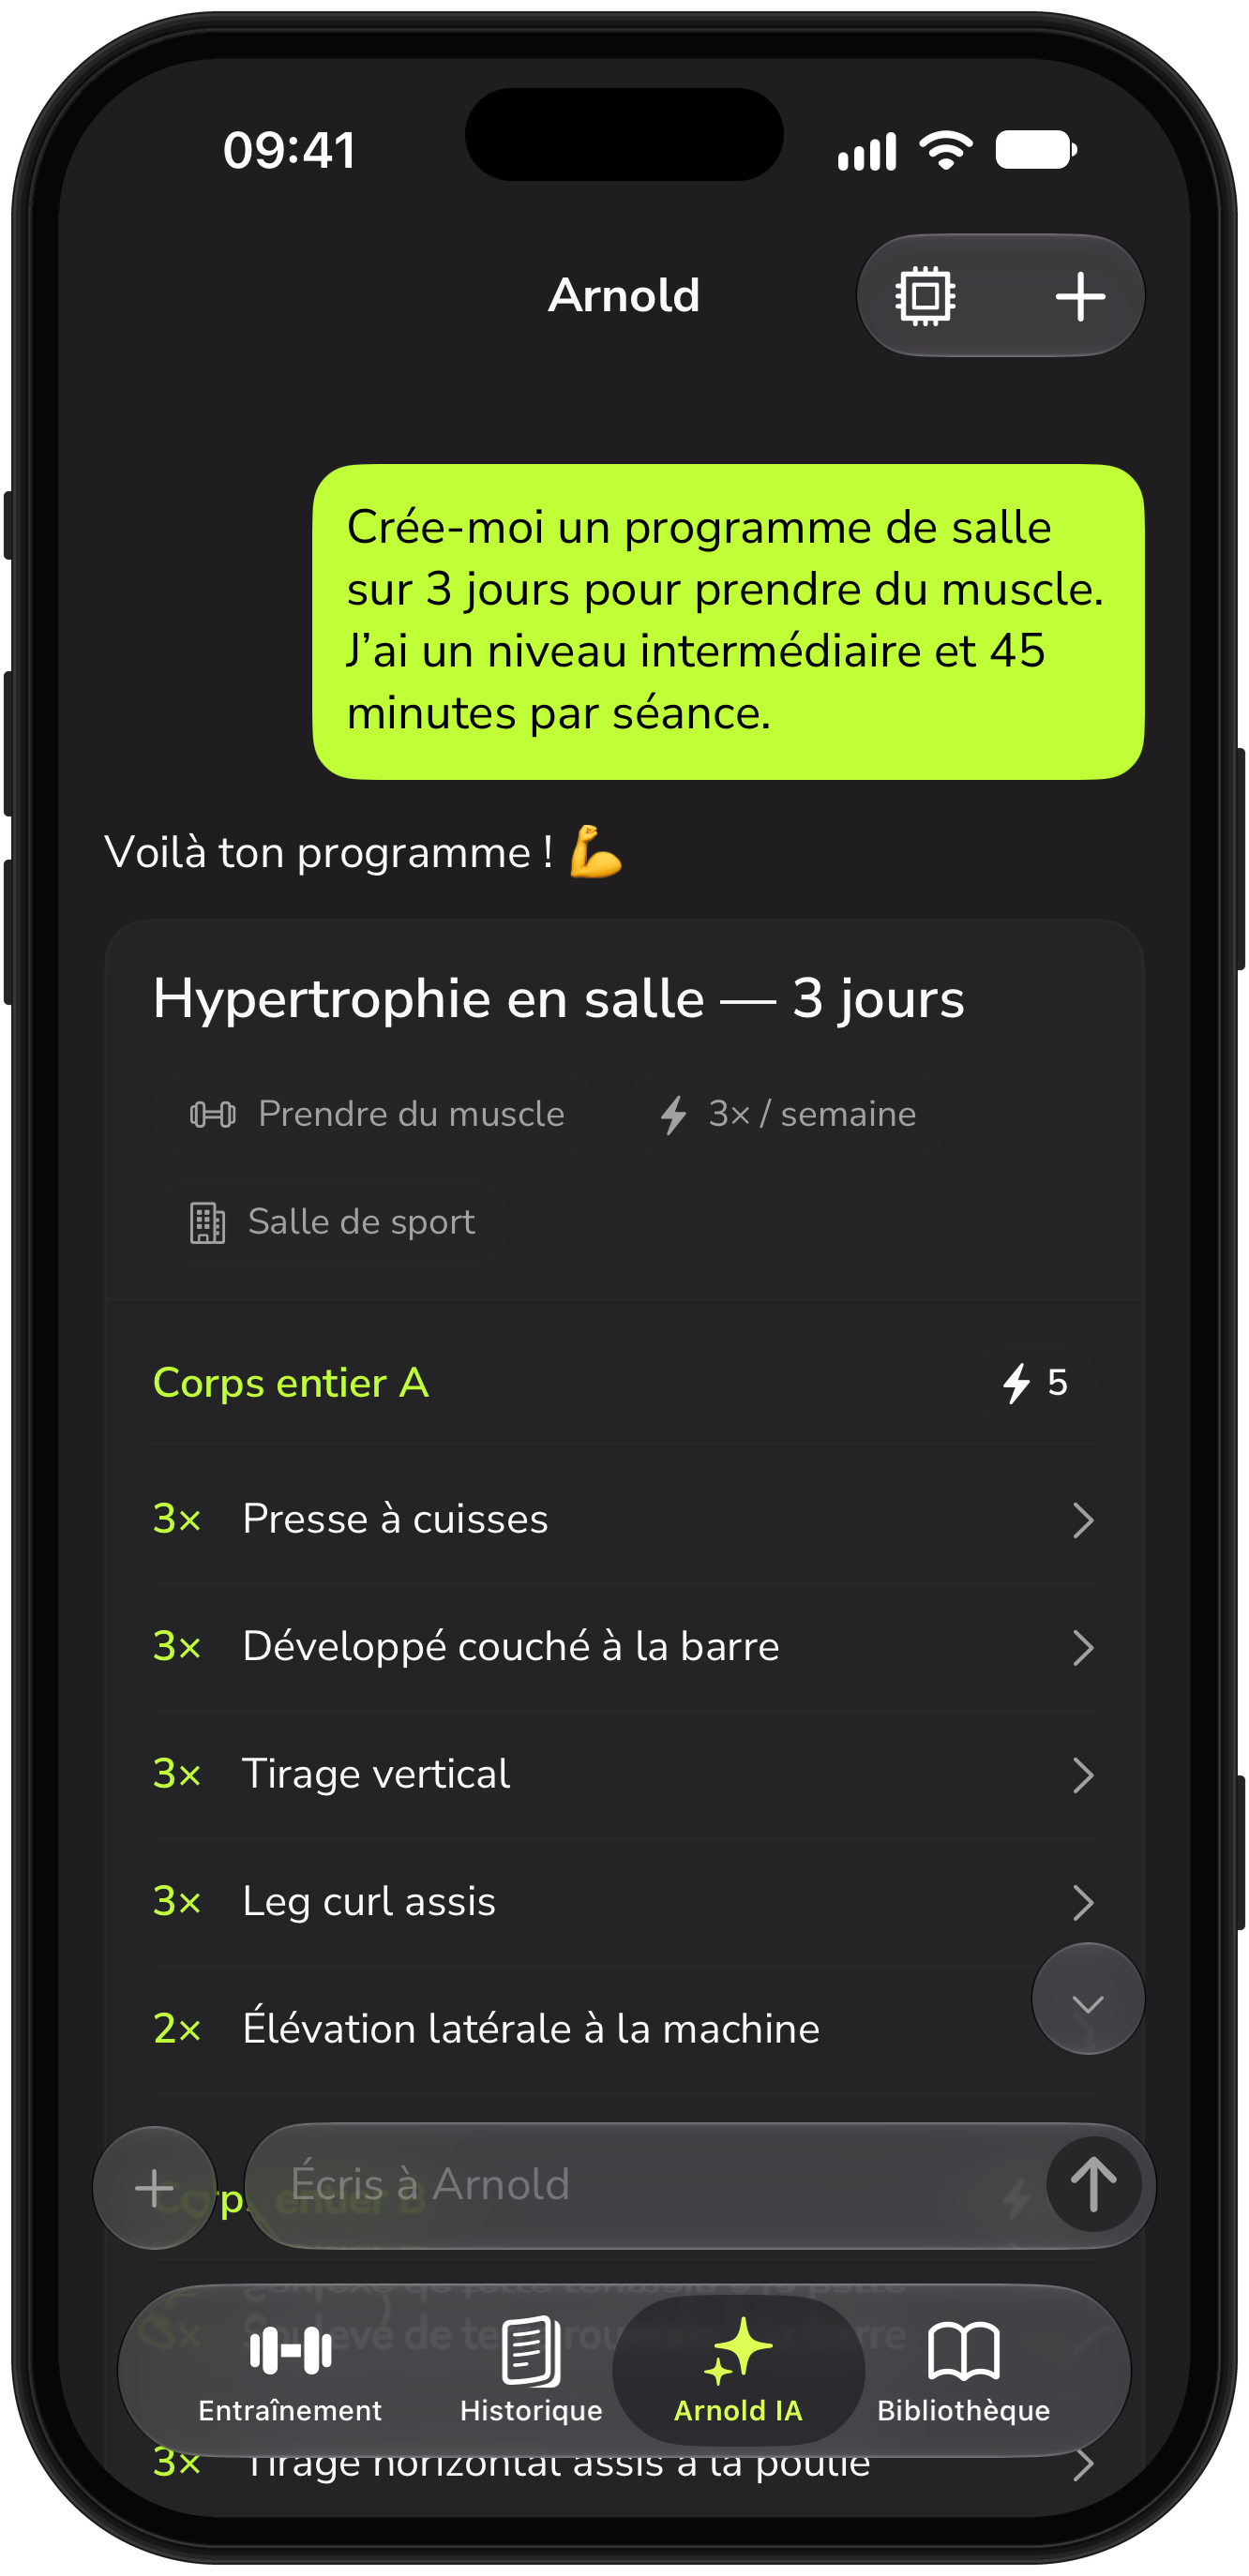 09:41
Arnold
Crée-moi un programme de salle
sur 3 jours pour prendre du muscle.
J’ai un niveau intermédiaire et 45
minutes par séance.
Voilà ton programme ! 💪
Hypertrophie en salle — 3 jours
Prendre du muscle
3× / semaine
Salle de sport
Corps entier A
5
3× Presse à cuisses
3× Développé couché à la barre
3× Tirage vertical
3× Leg curl assis
2× Élévation latérale à la machine
Écris à Arnold
Corps entier B
Entraînement
Historique
Arnold IA
Bibliothèque
3× Tirage horizontal assis à la poulie